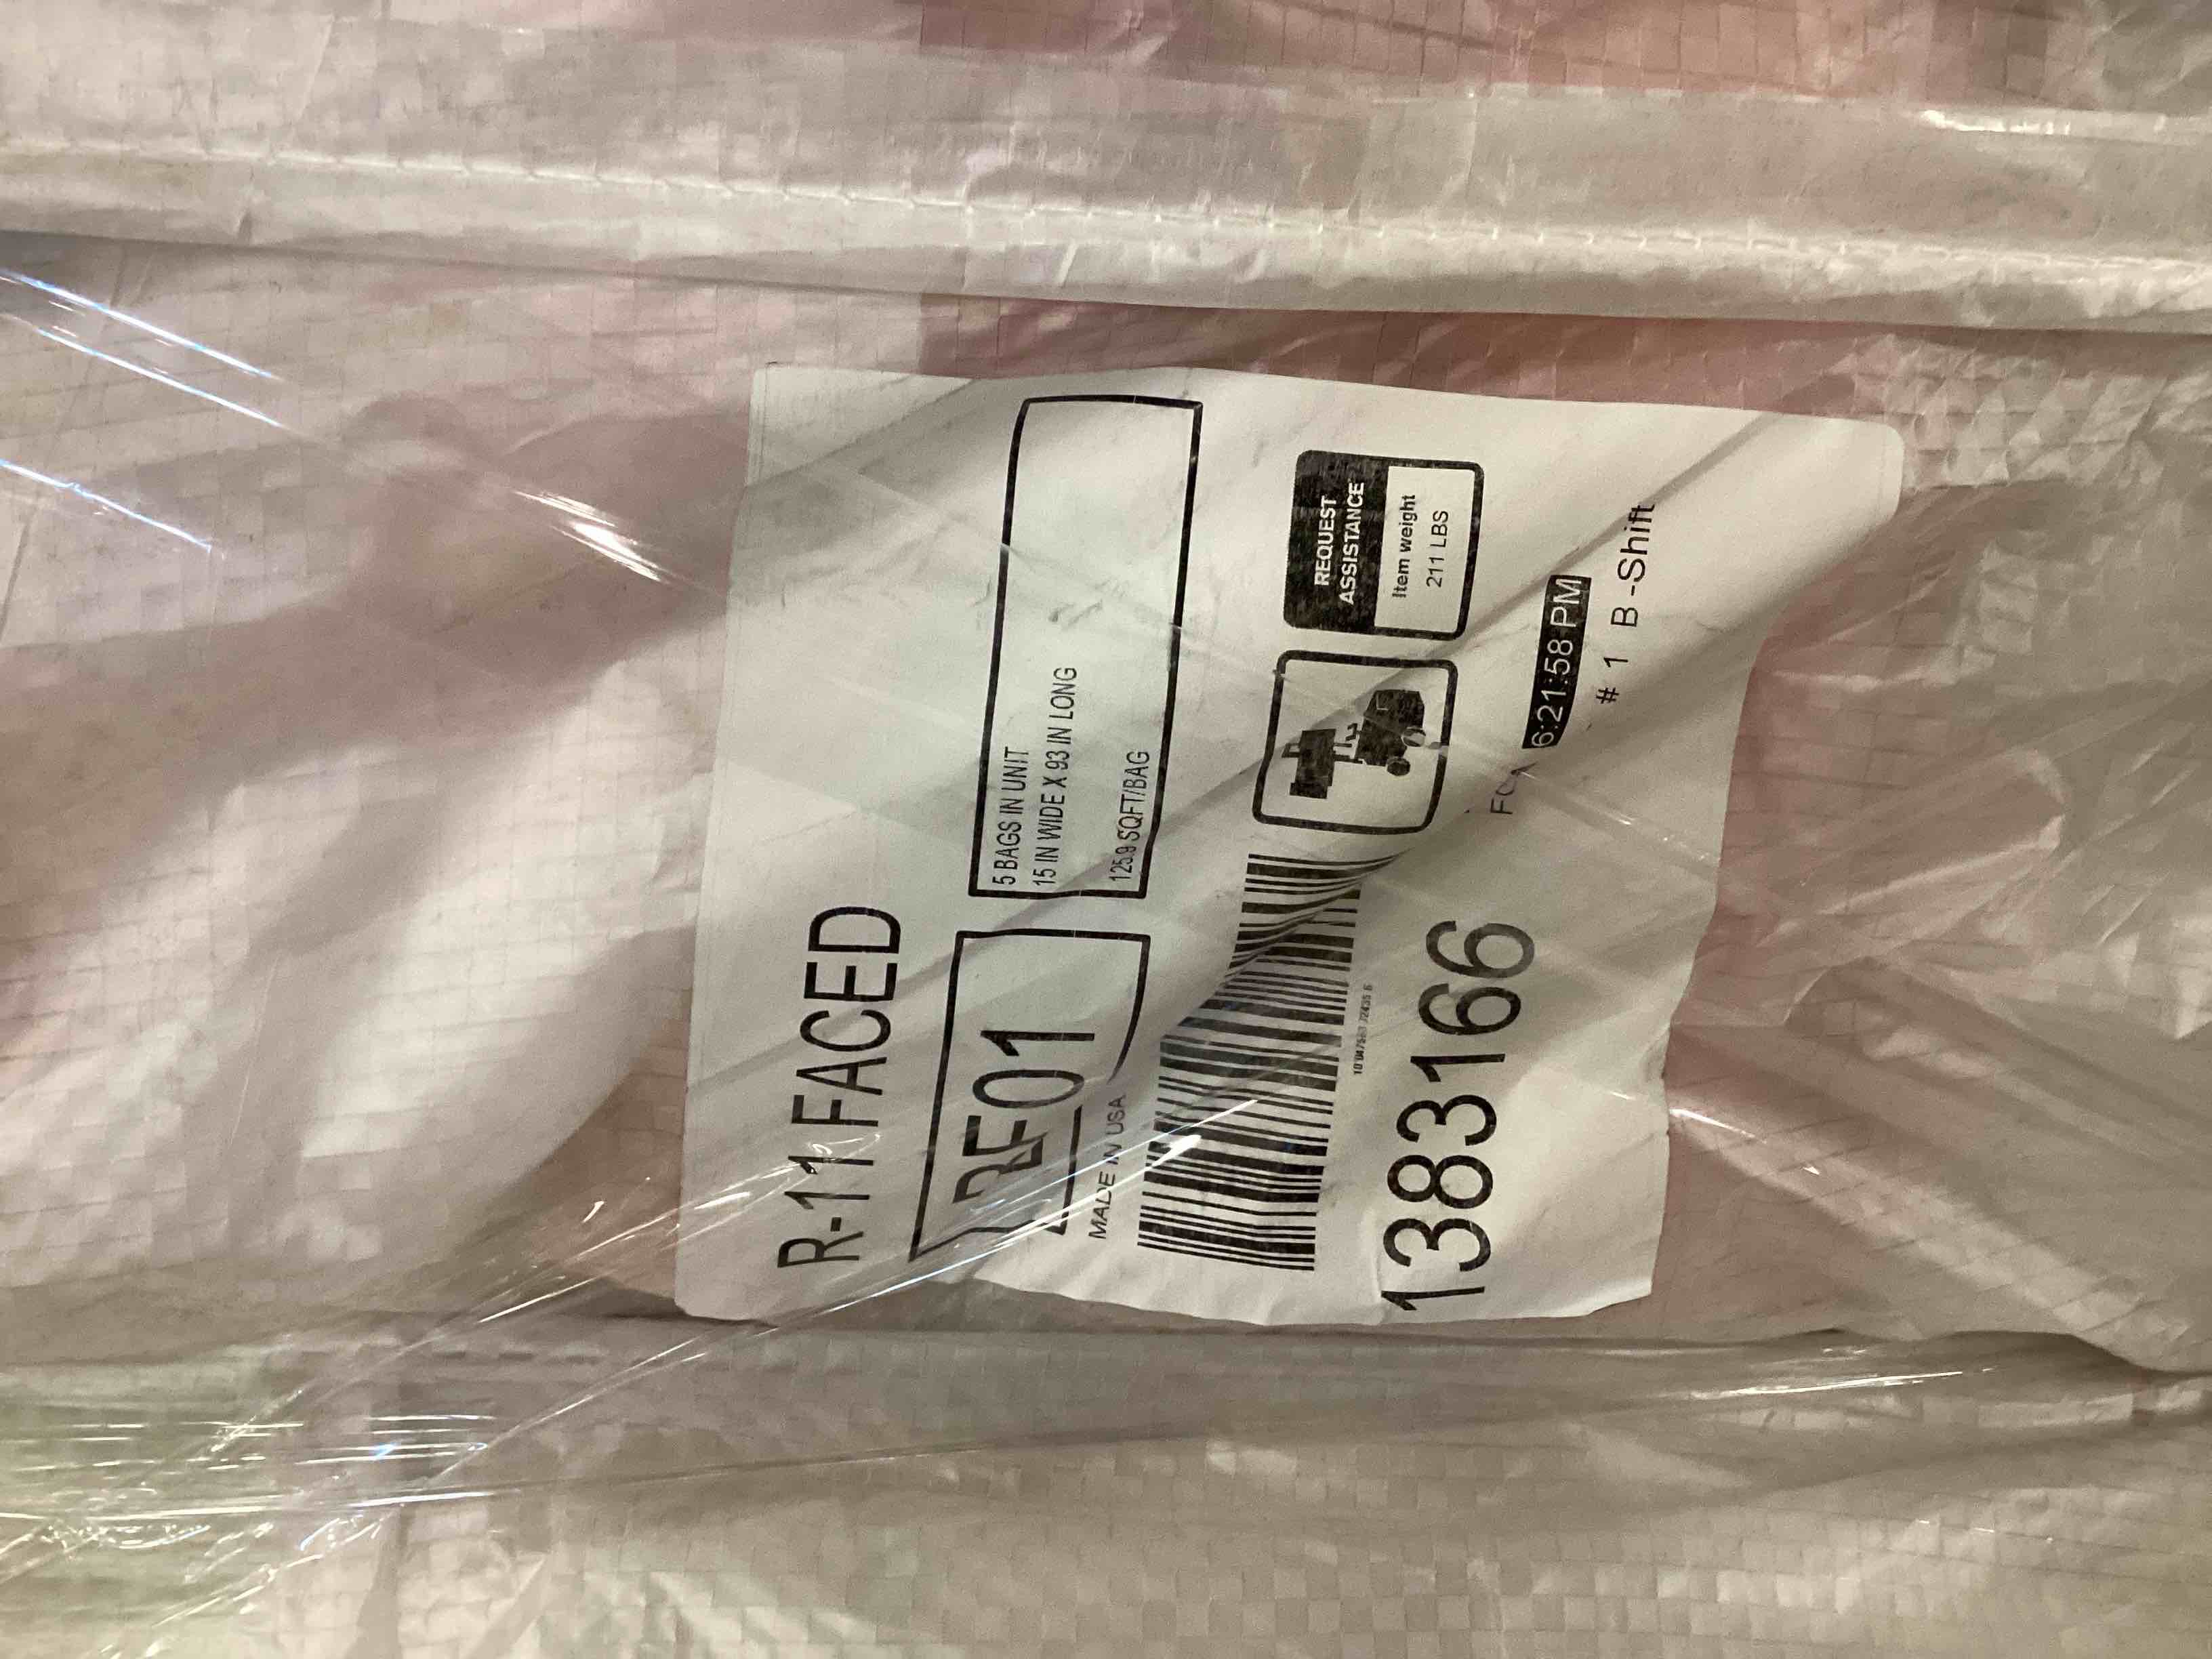 R-11 FACED
5 BAGS IN UNIT
15 IN WIDE X 93 IN LONG
125.9 SQFT/BAG
MADE IN USA
REQUEST
ASSISTANCE
Item weight
211 LBS
1383166
6:21:58 PM
# 1 B -Shift